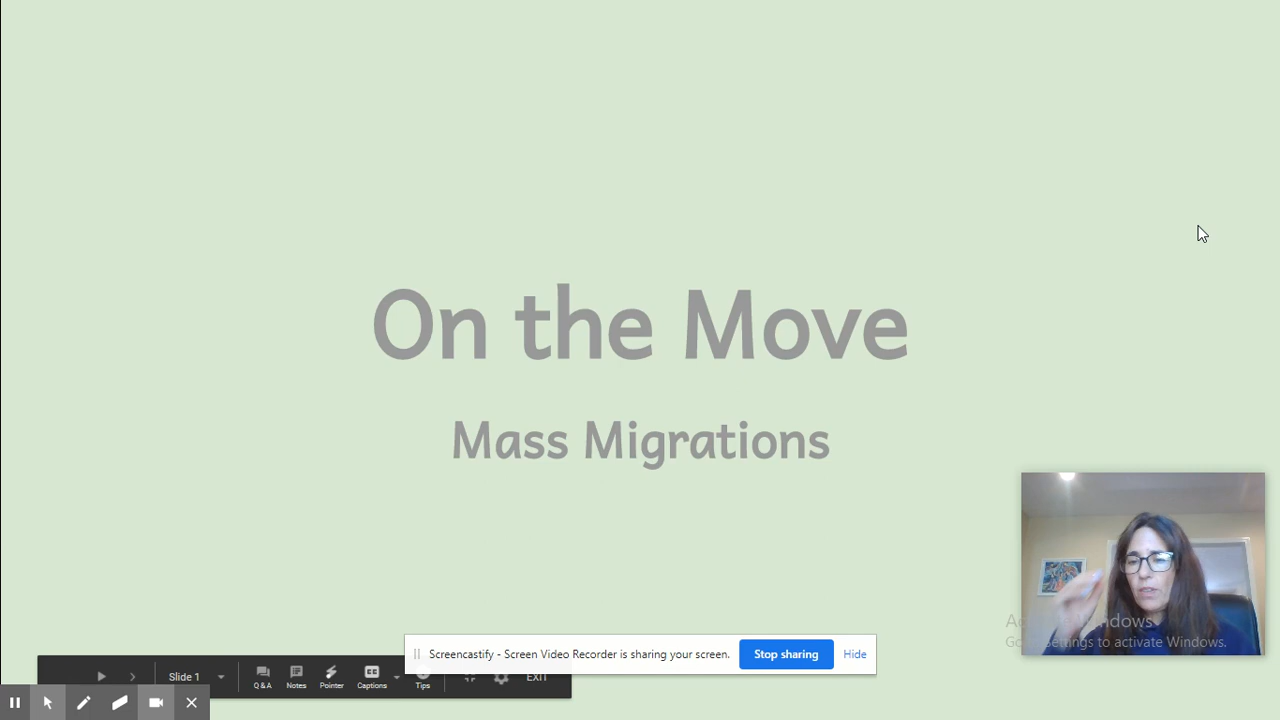 On the Move
Mass Migrations
Go Settings to activate Windows.
Screencastify - Screen Video Recorder is sharing your screen.
Stop sharing
Hide
Slide 1
Q&A
Notes
Pointer
Captions
Tips
EXIT